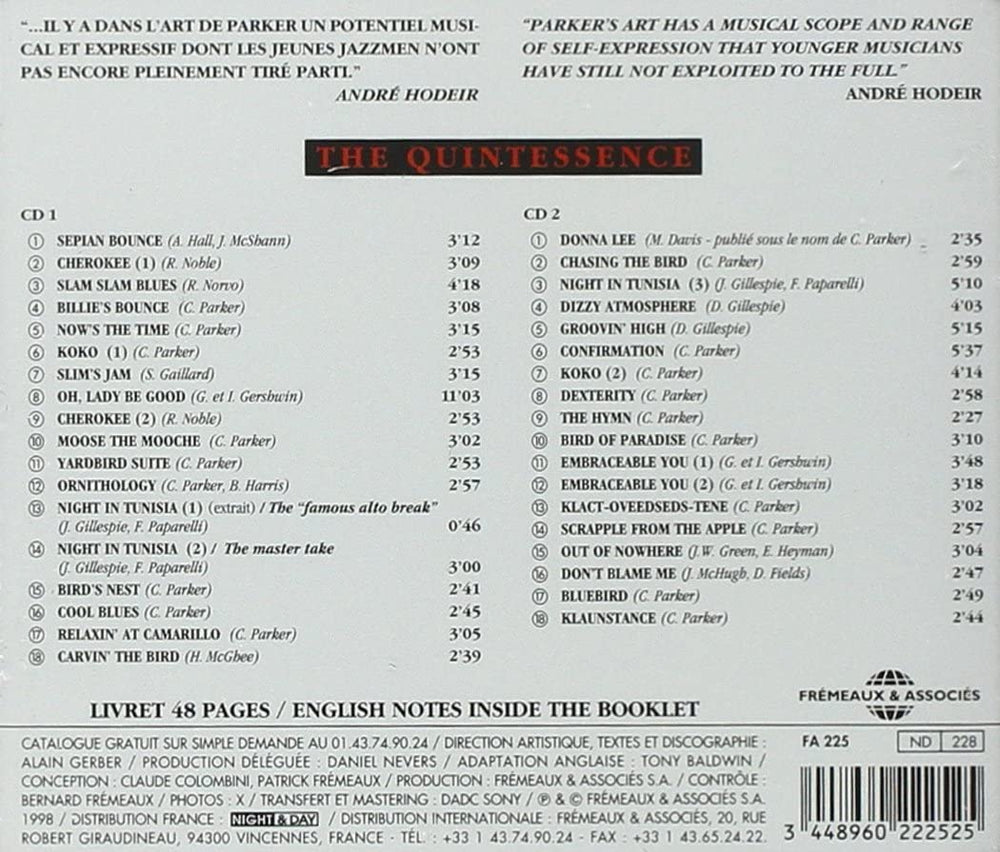 "...IL Y A DANS L'ART DE PARKER UN POTENTIEL MUSI-
CAL ET EXPRESSIF DONT LES JEUNES JAZZMEN N'ONT
PAS ENCORE PLEINEMENT TIRÉ PARTI."
ANDRÉ HODEIR
"PARKER'S ART HAS A MUSICAL SCOPE AND RANGE
OF SELF-EXPRESSION THAT YOUNGER MUSICIANS
HAVE STILL NOT EXPLOITED TO THE FULL"
ANDRÉ HODEIR
THE QUINTESSENCE
CD 1
1 SEPIAN BOUNCE (A. Hall, J. McShann) 3'12
2 CHEROKEE (1) (R. Noble) 3'09
3 SLAM SLAM BLUES (R. Norvo) 4'18
4 BILLIE'S BOUNCE (C. Parker) 3'08
5 NOW'S THE TIME (C. Parker) 3'15
6 KOKO (1) (C. Parker) 2'53
7 SLIM'S JAM (S. Gaillard) 3'15
8 OH, LADY BE GOOD (G. et I. Gershwin) 11'03
9 CHEROKEE (2) (R. Noble) 2'53
10 MOOSE THE MOOCHE (C. Parker) 3'02
11 YARDBIRD SUITE (C. Parker) 2'53
12 ORNITHOLOGY (C. Parker, B. Harris) 2'57
13 NIGHT IN TUNISIA (1) (extrait) / The "famous alto break"
(J. Gillespie, F. Paparelli) 0'46
14 NIGHT IN TUNISIA (2) / The master take
(J. Gillespie, F. Paparelli) 3'00
15 BIRD'S NEST (C. Parker) 2'41
16 COOL BLUES (C. Parker) 2'45
17 RELAXIN' AT CAMARILLO (C. Parker) 3'05
18 CARVIN' THE BIRD (H. McGhee) 2'39
CD 2
1 DONNA LEE (M. Davis - publié sous le nom de C. Parker) 2'35
2 CHASING THE BIRD (C. Parker) 2'59
3 NIGHT IN TUNISIA (3) (J. Gillespie, F. Paparelli) 5'10
4 DIZZY ATMOSPHERE (D. Gillespie) 4'03
5 GROOVIN' HIGH (D. Gillespie) 5'15
6 CONFIRMATION (C. Parker) 5'37
7 KOKO (2) (C. Parker) 4'14
8 DEXTERITY (C. Parker) 2'58
9 THE HYMN (C. Parker) 2'27
10 BIRD OF PARADISE (C. Parker) 3'10
11 EMBRACEABLE YOU (1) (G. et I. Gershwin) 3'48
12 EMBRACEABLE YOU (2) (G. et I. Gershwin) 3'18
13 KLACT-OVEEDSEDS-TENE (C. Parker) 3'02
14 SCRAPPLE FROM THE APPLE (C. Parker) 2'57
15 OUT OF NOWHERE (J.W. Green, E. Heyman) 3'04
16 DON'T BLAME ME (J. McHugh, D. Fields) 2'47
17 BLUEBIRD (C. Parker) 2'49
18 KLAUNSTANCE (C. Parker) 2'44
LIVRET 48 PAGES / ENGLISH NOTES INSIDE THE BOOKLET
FRÉMEAUX & ASSOCIÉS
CATALOGUE GRATUIT SUR SIMPLE DEMANDE AU 01.43.74.90.24 / DIRECTION ARTISTIQUE, TEXTES ET DISCOGRAPHIE :
ALAIN GERBER / PRODUCTION DÉLÉGUÉE : DANIEL NEVERS / ADAPTATION ANGLAISE : TONY BALDWIN /
CONCEPTION : CLAUDE COLOMBINI, PATRICK FRÉMEAUX / PRODUCTION : FRÉMEAUX & ASSOCIÉS S.A. / CONTRÔLE :
BERNARD FRÉMEAUX / PHOTOS : X / TRANSFERT ET MASTERING : DADC SONY / ℗ & © FRÉMEAUX & ASSOCIÉS S.A.
1998 / DISTRIBUTION FRANCE : NIGHT & DAY / DISTRIBUTION INTERNATIONALE : FRÉMEAUX & ASSOCIÉS, 20, RUE
ROBERT GIRAUDINEAU, 94300 VINCENNES, FRANCE - TÉL. : +33 1 43.74.90.24 - FAX : +33 1 43.65.24.22.
FA 225
ND 228
3 448960 222525